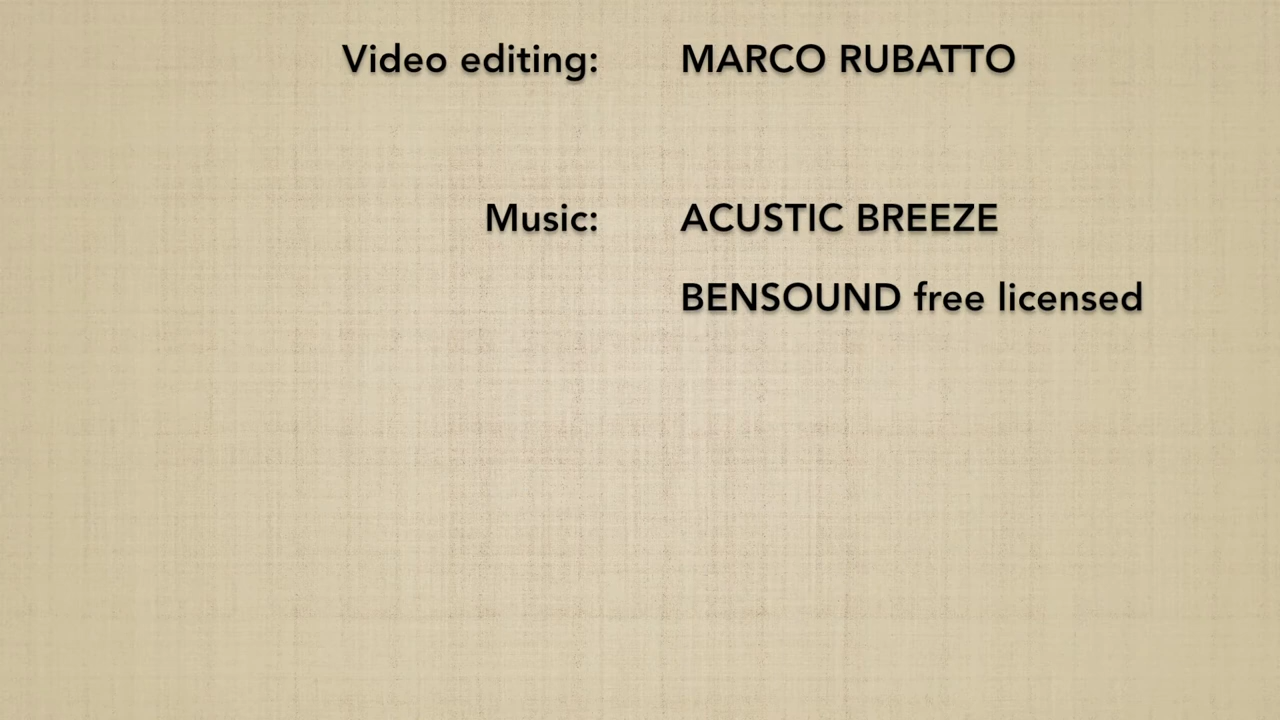 Video editing: MARCO RUBATTO
Music: ACUSTIC BREEZE
BENSOUND free licensed